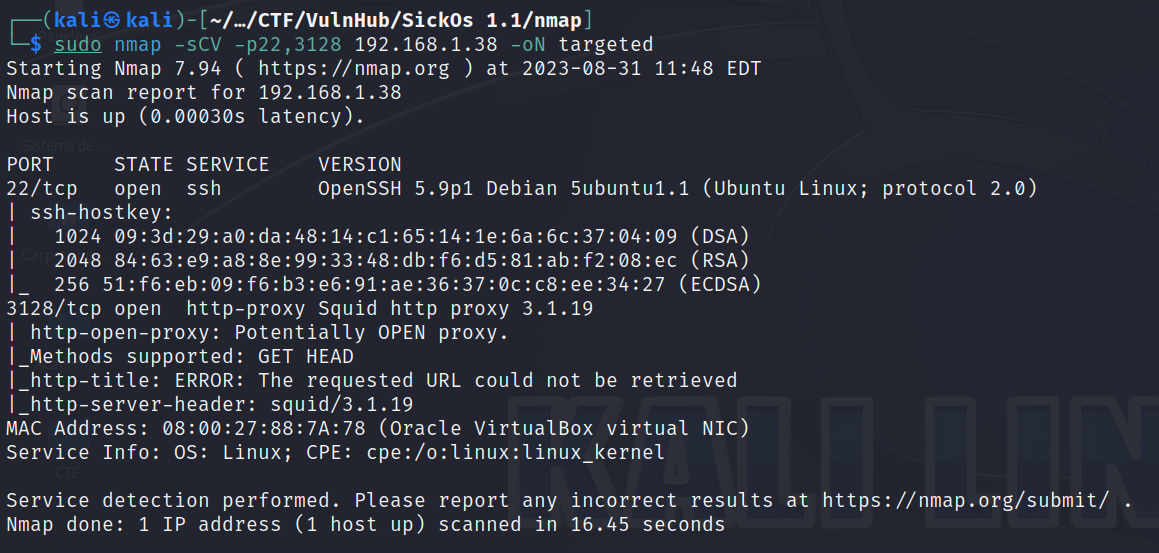 ┌──(kali㉿kali)-[~/…/CTF/VulnHub/SickOs 1.1/nmap]
└─$ sudo nmap -sCV -p22,3128 192.168.1.38 -oN targeted
Starting Nmap 7.94 ( https://nmap.org ) at 2023-08-31 11:48 EDT
Nmap scan report for 192.168.1.38
Host is up (0.00030s latency).
Sistema de ...
PORT     STATE SERVICE    VERSION
22/tcp   open  ssh        OpenSSH 5.9p1 Debian 5ubuntu1.1 (Ubuntu Linux; protocol 2.0)
| ssh-hostkey:
|   1024 09:3d:29:a0:da:48:14:c1:65:14:1e:6a:6c:37:04:09 (DSA)
|   2048 84:63:e9:a8:8e:99:33:48:db:f6:d5:81:ab:f2:08:ec (RSA)
|_  256 51:f6:eb:09:f6:b3:e6:91:ae:36:37:0c:c8:ee:34:27 (ECDSA)
3128/tcp open  http-proxy Squid http proxy 3.1.19
| http-open-proxy: Potentially OPEN proxy.
|_Methods supported: GET HEAD
|_http-title: ERROR: The requested URL could not be retrieved
|_http-server-header: squid/3.1.19
MAC Address: 08:00:27:88:7A:78 (Oracle VirtualBox virtual NIC)
Service Info: OS: Linux; CPE: cpe:/o:linux:linux_kernel
KALI LIN
CTF
Service detection performed. Please report any incorrect results at https://nmap.org/submit/ .
Nmap done: 1 IP address (1 host up) scanned in 16.45 seconds